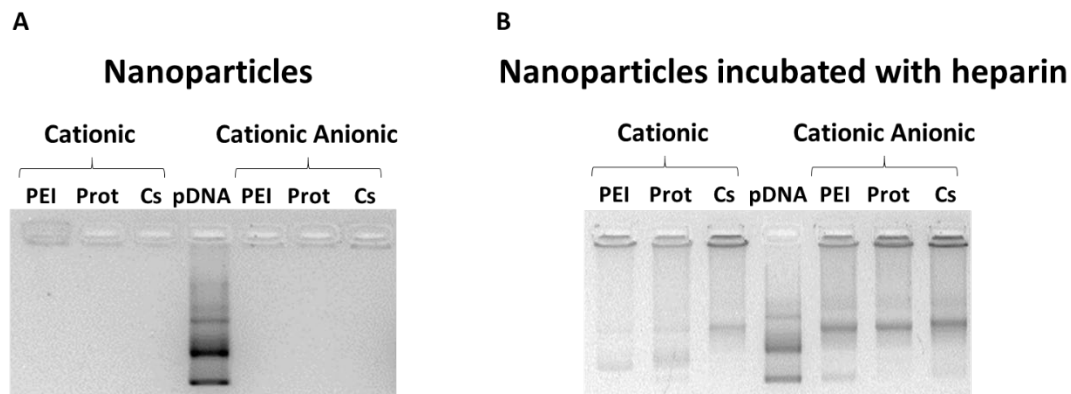 A
Nanoparticles
Cationic
Cationic Anionic
PEI Prot Cs pDNA PEI Prot Cs
B
Nanoparticles incubated with heparin
Cationic
Cationic Anionic
PEI Prot Cs pDNA PEI Prot Cs